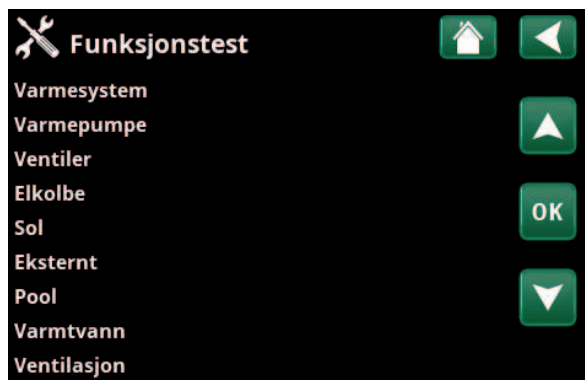 Funksjonstest
Varmesystem
Varmepumpe
Ventiler
Elkolbe
Sol
OK
Eksternt
Pool
Varmtvann
Ventilasjon